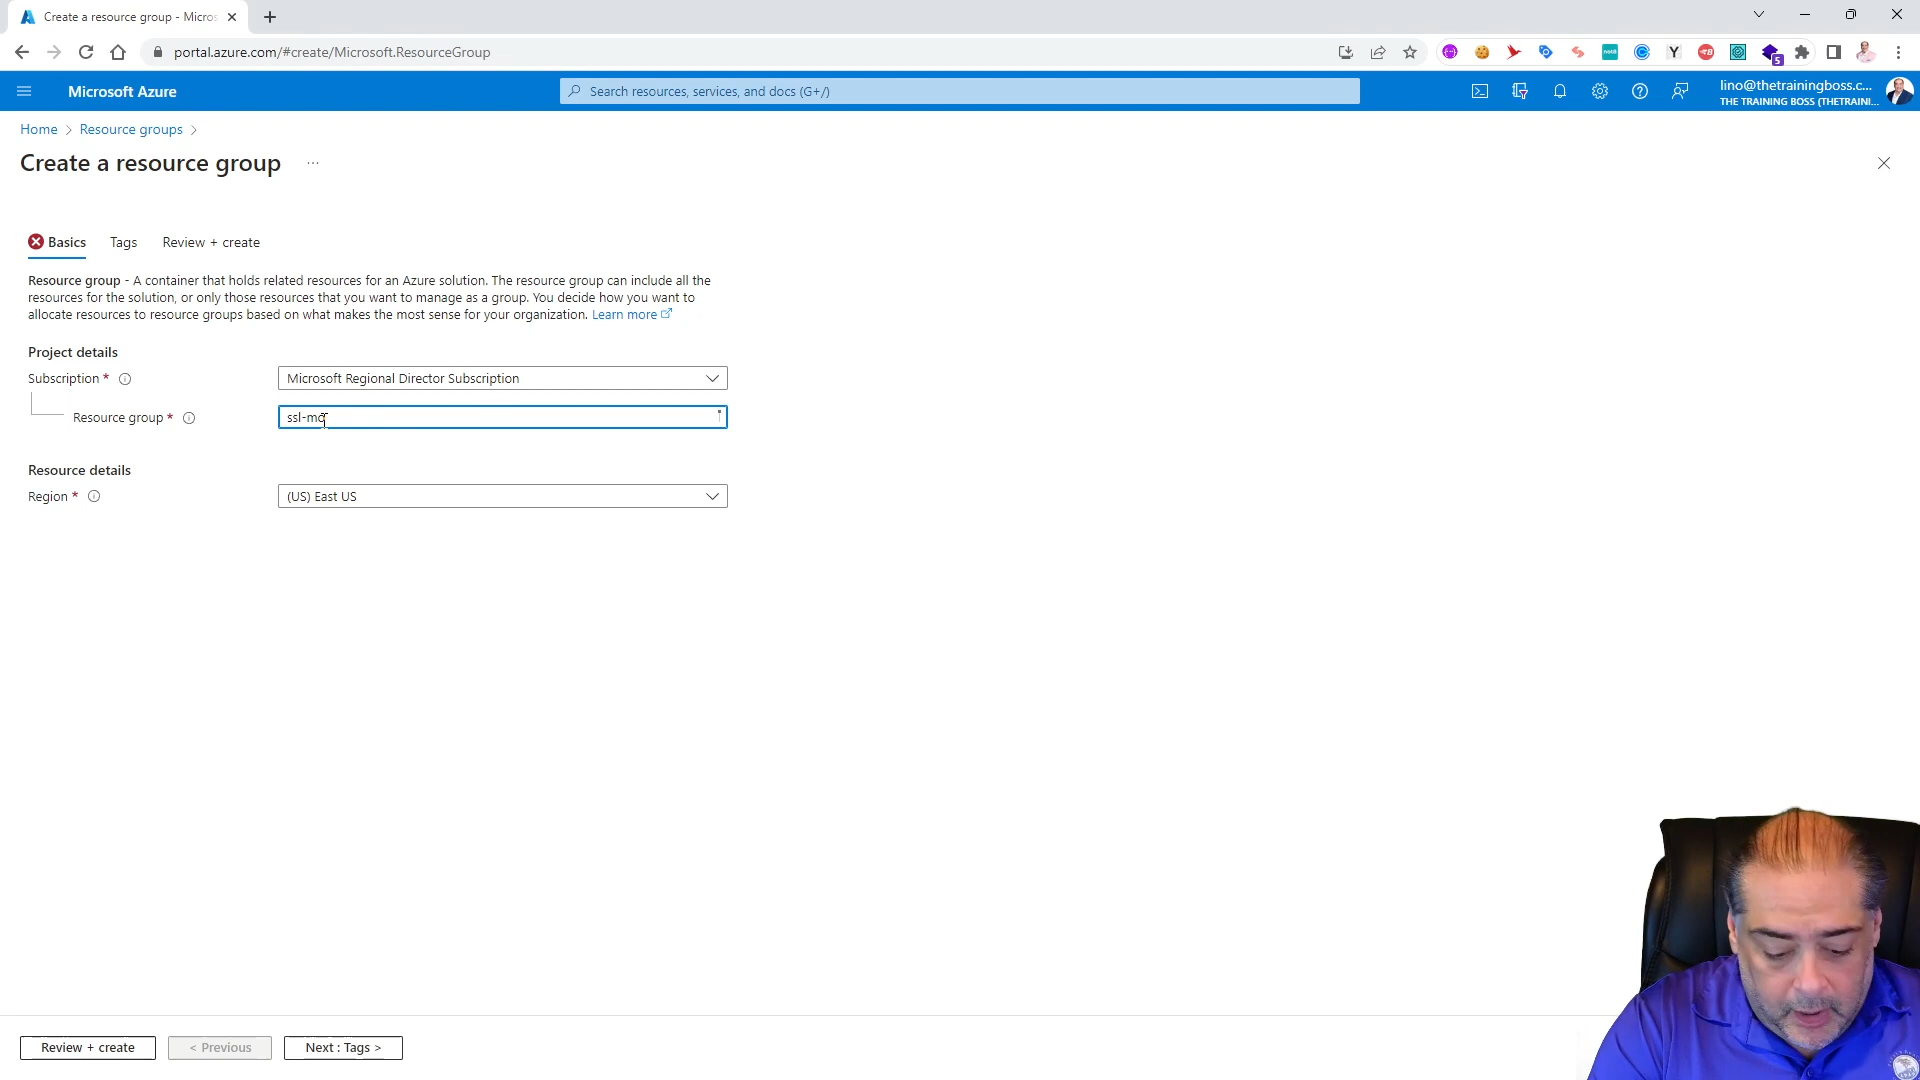 Create a resource group - Micros
portal.azure.com/#create/Microsoft.ResourceGroup
5
Microsoft Azure
Search resources, services, and docs (G+/)
lino@thetrainingboss.c...
THE TRAINING BOSS (THETRAINI...
Home > Resource groups >
Create a resource group ...
Basics Tags Review + create
Resource group - A container that holds related resources for an Azure solution. The resource group can include all the
resources for the solution, or only those resources that you want to manage as a group. You decide how you want to
allocate resources to resource groups based on what makes the most sense for your organization. Learn more
Project details
Subscription * Microsoft Regional Director Subscription
Resource group * ssl-mo
Resource details
Region * (US) East US
Review + create < Previous Next : Tags >